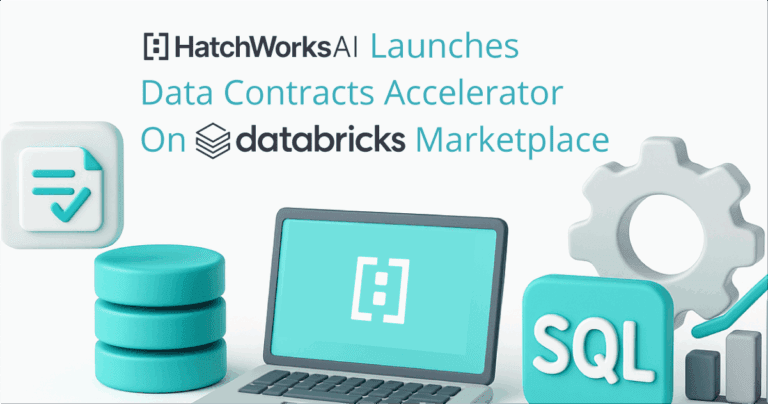 HatchWorksAI Launches
Data Contracts Accelerator
On databricks Marketplace
SQL